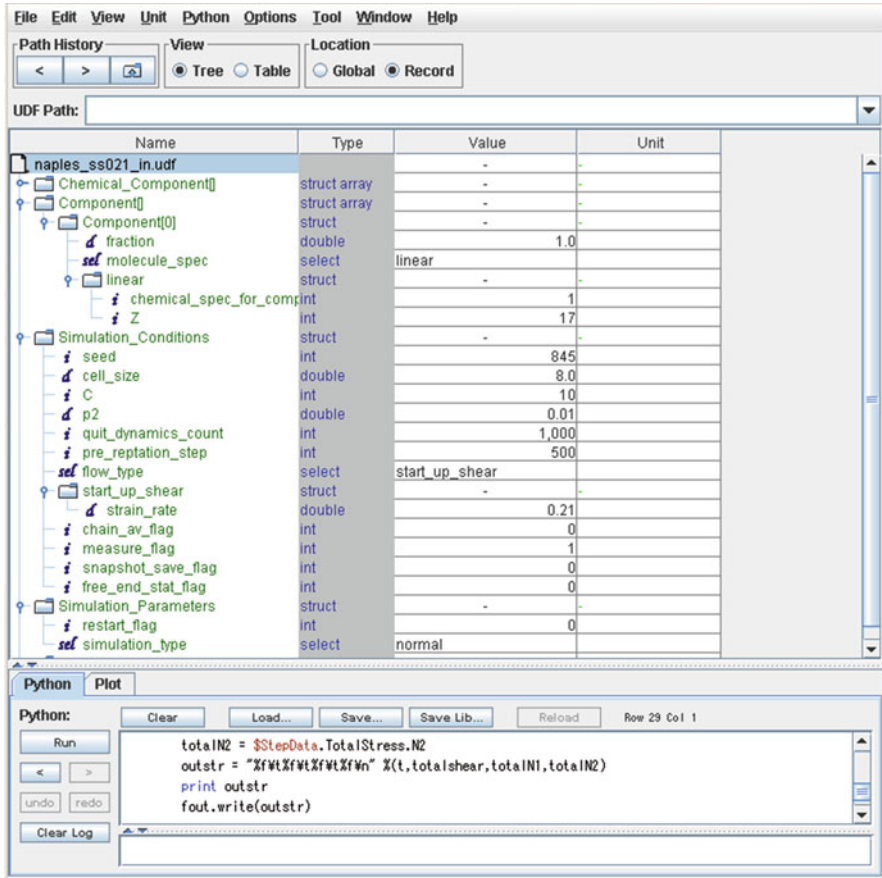 File Edit View Unit Python Options Tool Window Help
Path History View Location
< > Tree Table Global Record
UDF Path:
Name Type Value Unit
naples_ss021_in.udf -
Chemical_Component[] struct array - -
Component[] struct array - -
Component[0] struct - -
d fraction double 1.0
sel molecule_spec select linear
linear struct - -
i chemical_spec_for_comp int 1
i Z int 17
Simulation_Conditions struct - -
i seed int 845
d cell_size double 8.0
i C int 10
d p2 double 0.01
i quit_dynamics_count int 1,000
i pre_reptation_step int 500
sel flow_type select start_up_shear
start_up_shear struct - -
d strain_rate double 0.21
i chain_av_flag int 0
i measure_flag int 1
i snapshot_save_flag int 0
i free_end_stat_flag int 0
Simulation_Parameters struct - -
i restart_flag int 0
sel simulation_type select normal
Python Plot
Python: Clear Load... Save... Save Lib... Reload Row 29 Col 1
Run
< >
undo redo
Clear Log
totalN2 = $StepData.TotalStress.N2
outstr = "%f¥t%f¥t%f¥t%f¥n" %(t,totalshear,totalN1,totalN2)
print outstr
fout.write(outstr)